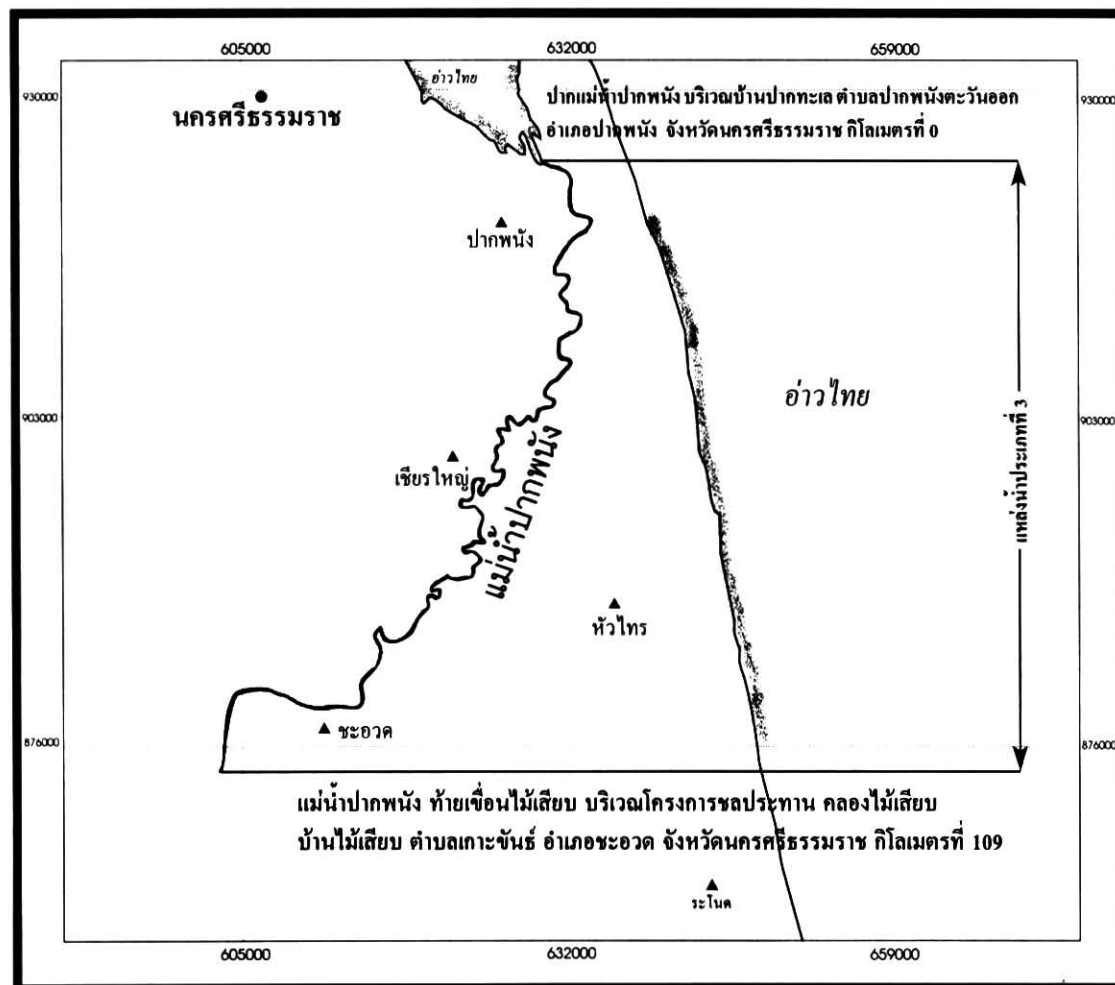 605000 632000 659000
930000 930000
อ่าวไทย
นครศรีธรรมราช
ปากแม่น้ำปากพนัง บริเวณบ้านปากทะเล ตำบลปากพนังตะวันออก
อำเภอปากพนัง จังหวัดนครศรีธรรมราช กิโลเมตรที่ 0
ปากพนัง
อ่าวไทย
903000 903000
แหล่งน้ำประเภทที่ 3
เชียรใหญ่
แม่น้ำปากพนัง
หัวไทร
ชะอวด
876000 876000
แม่น้ำปากพนัง ท้ายเขื่อนไม้เสียบ บริเวณโครงการชลประทาน คลองไม้เสียบ
บ้านไม้เสียบ ตำบลเกาะขันธ์ อำเภอชะอวด จังหวัดนครศรีธรรมราช กิโลเมตรที่ 109
ระโนด
605000 632000 659000